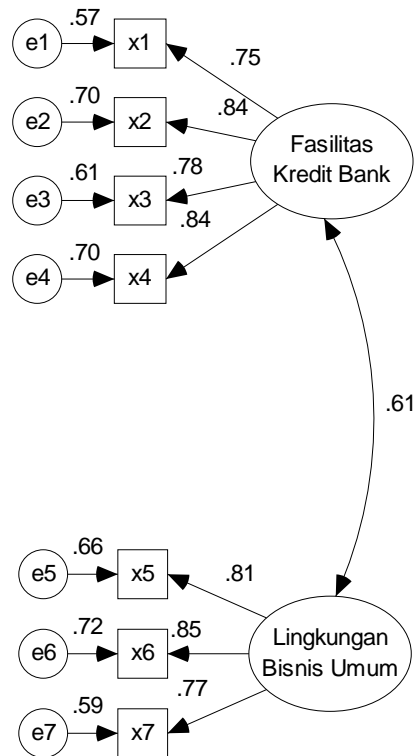 .57
e1 x1
.75
.70
e2 x2
.84
Fasilitas
Kredit Bank
.61
e3 x3
.78
.84
.70
e4 x4
.61
.66
e5 x5
.81
.72
e6 x6
.85
Lingkungan
Bisnis Umum
.77
.59
e7 x7